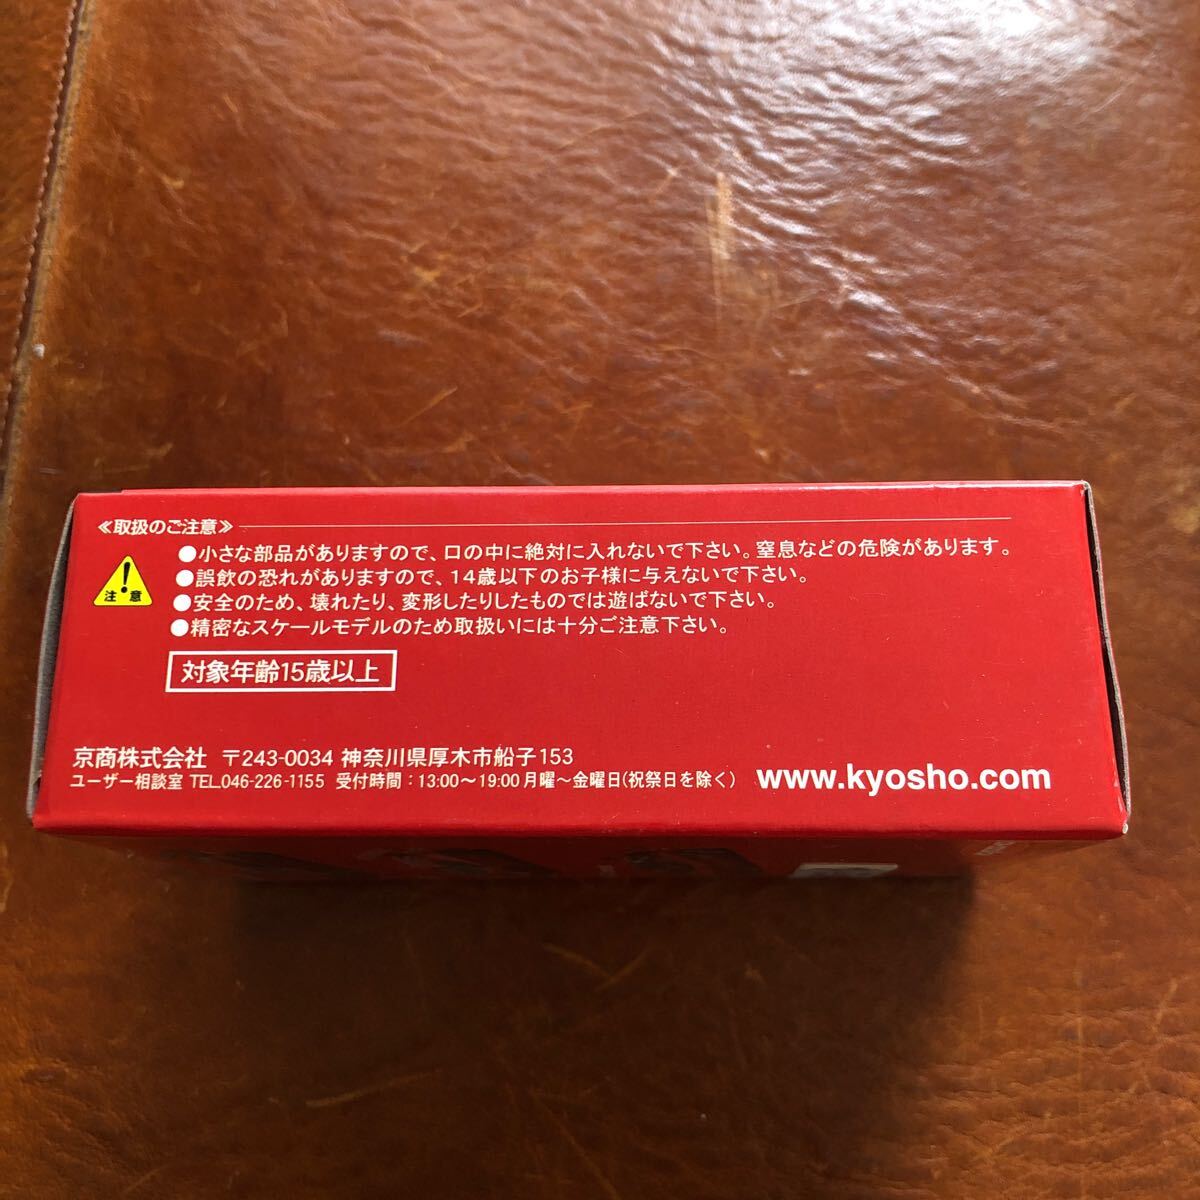 ≪取扱のご注意≫
●小さな部品がありますので、口の中に絶対に入れないで下さい。窒息などの危険があります。
●誤飲の恐れがありますので、14歳以下のお子様に与えないで下さい。
●安全のため、壊れたり、変形したりしたものでは遊ばないで下さい。
●精密なスケールモデルのため取扱いには十分ご注意下さい。
注 意
対象年齢15歳以上
京商株式会社 〒243-0034 神奈川県厚木市船子153
ユーザー相談室 TEL.046-226-1155 受付時間：13:00～19:00 月曜～金曜日(祝祭日を除く)
www.kyosho.com